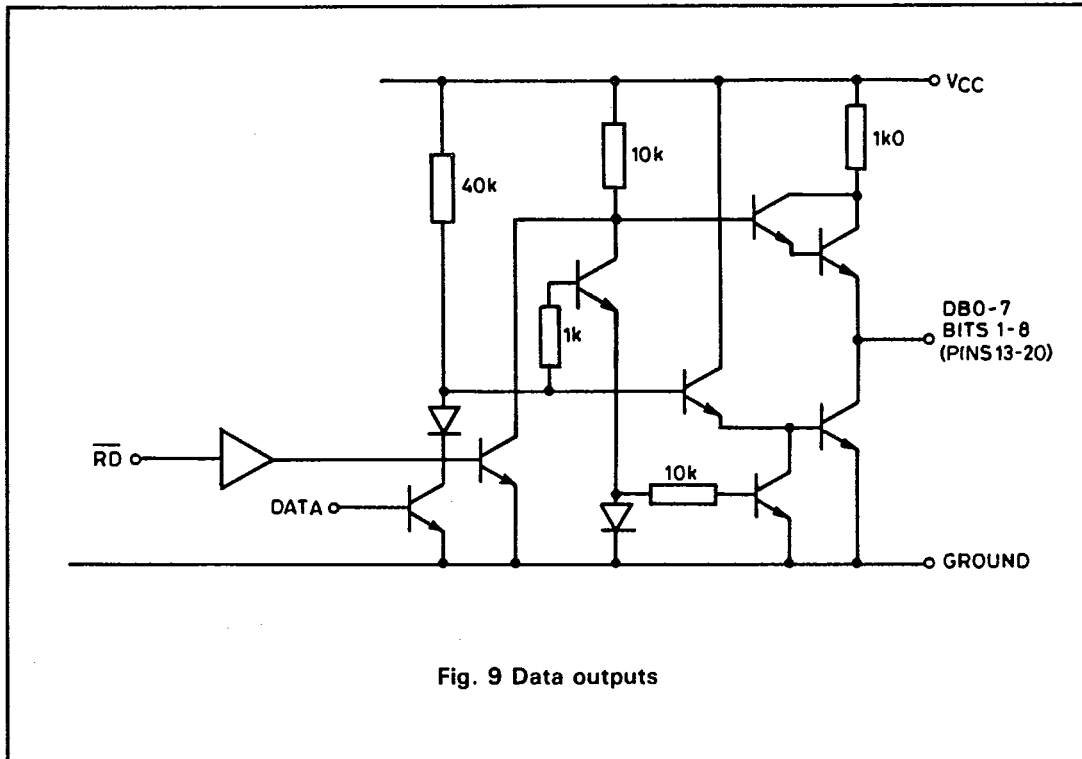 VCC
1k0
10k
40k
1k
DB0-7
BITS 1-8
(PINS 13-20)
RD
10k
DATA
GROUND
Fig. 9 Data outputs